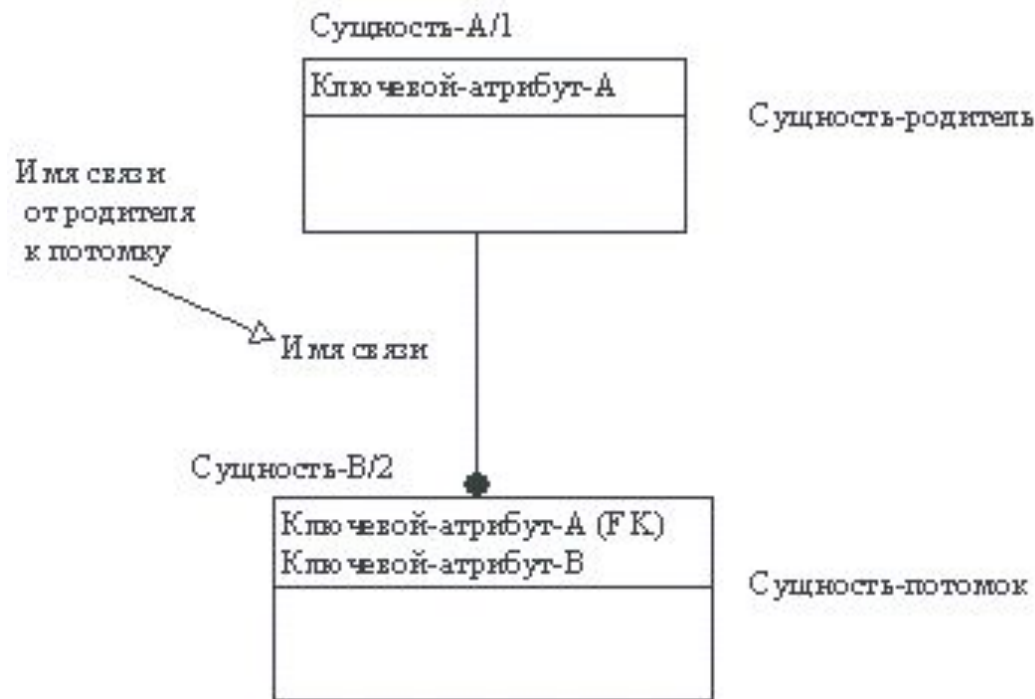 Сущность-А/1
Ключевой-атрибут-А
Сущность-родитель
Имя связи
от родителя
к потомку
Имя связи
Сущность-В/2
Ключевой-атрибут-А (FK)
Ключевой-атрибут-В
Сущность-потомок